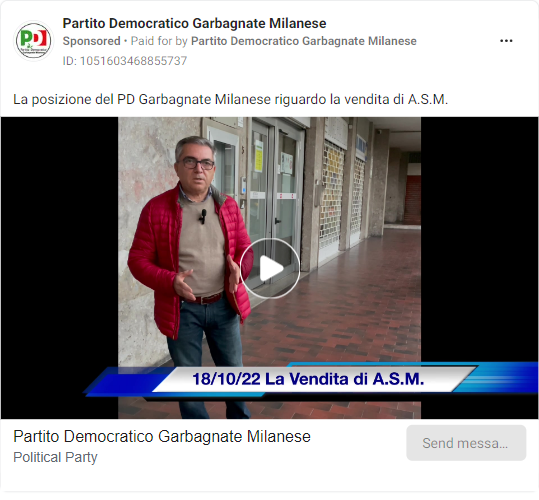 Partito Democratico Garbagnate Milanese
Sponsored • Paid for by Partito Democratico Garbagnate Milanese
ID: 1051603468855737
La posizione del PD Garbagnate Milanese riguardo la vendita di A.S.M.
18/10/22 La Vendita di A.S.M.
Partito Democratico Garbagnate Milanese
Political Party
Send messa...